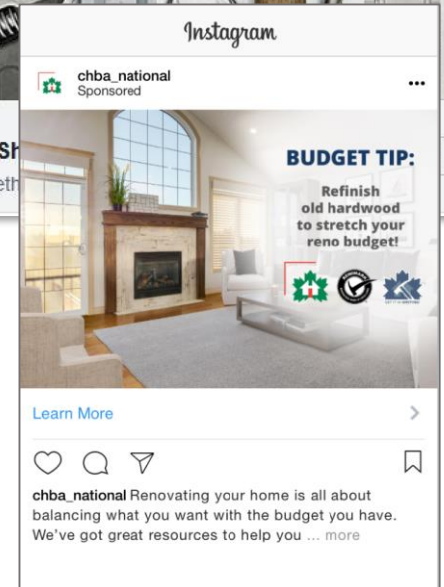 Instagram
chba_national
Sponsored
BUDGET TIP:
Refinish
old hardwood
to stretch your
reno budget!
Learn More
chba_national Renovating your home is all about
balancing what you want with the budget you have.
We've got great resources to help you ... more